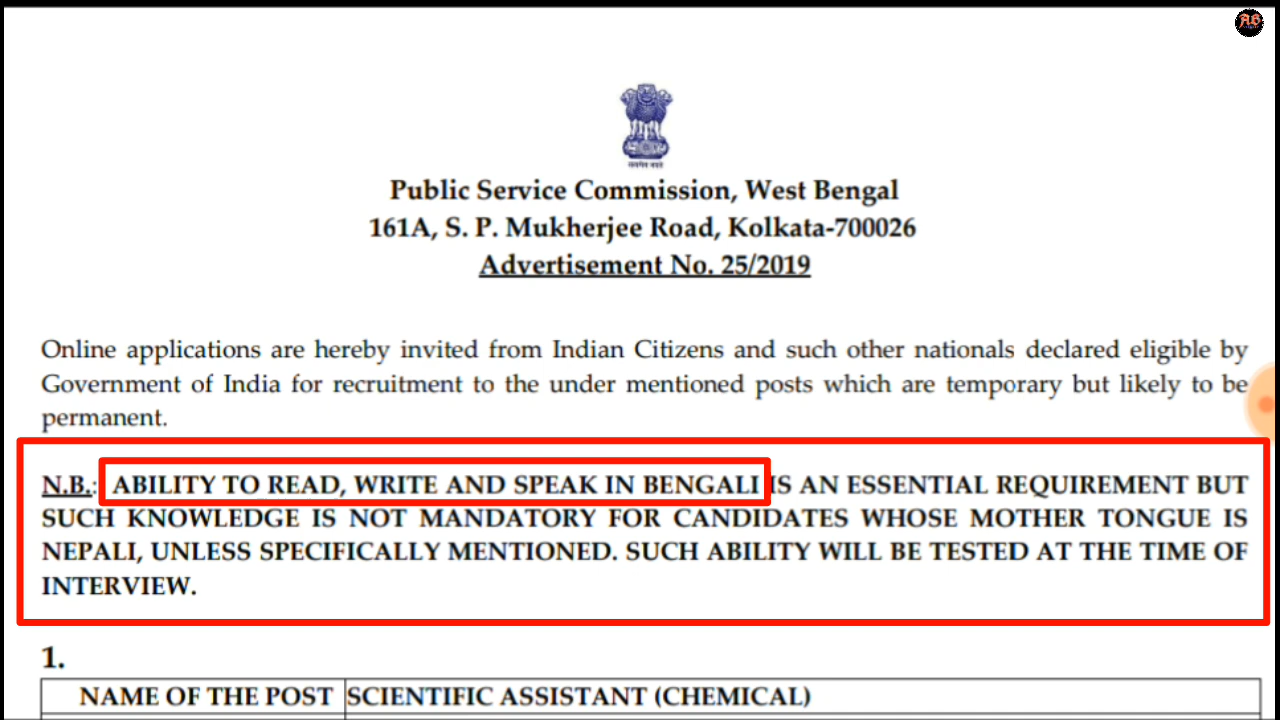 AB
Public Service Commission, West Bengal
161A, S. P. Mukherjee Road, Kolkata-700026
Advertisement No. 25/2019
Online applications are hereby invited from Indian Citizens and such other nationals declared eligible by
Government of India for recruitment to the under mentioned posts which are temporary but likely to be
permanent.
N.B.: ABILITY TO READ, WRITE AND SPEAK IN BENGALI IS AN ESSENTIAL REQUIREMENT BUT
SUCH KNOWLEDGE IS NOT MANDATORY FOR CANDIDATES WHOSE MOTHER TONGUE IS
NEPALI, UNLESS SPECIFICALLY MENTIONED. SUCH ABILITY WILL BE TESTED AT THE TIME OF
INTERVIEW.
1.
NAME OF THE POST SCIENTIFIC ASSISTANT (CHEMICAL)